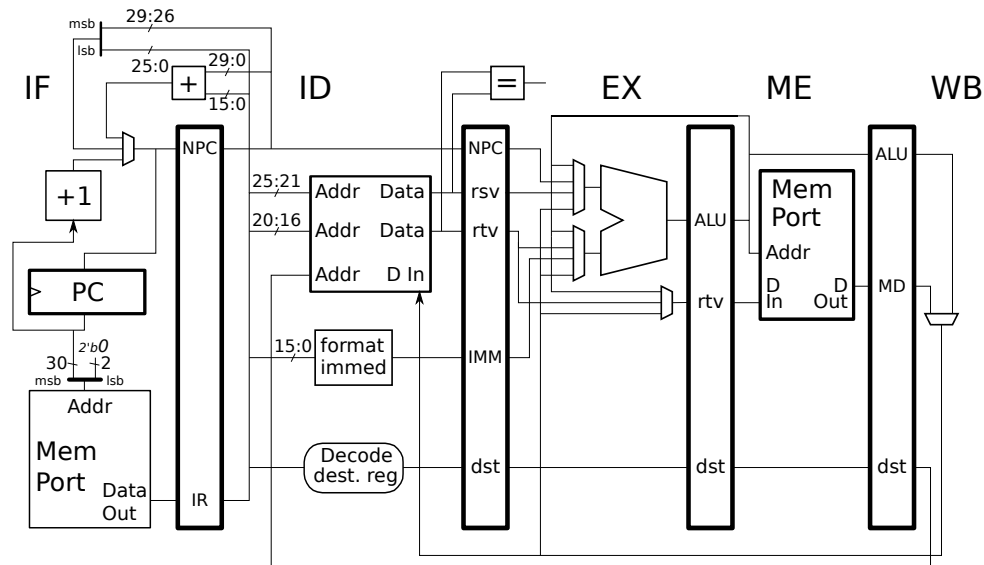 29:26
msb
lsb
25:0
29:0
+
15:0
=
IF
ID
EX
ME
WB
NPC
NPC
ALU
+1
25:21
Addr
Data
rsv
Mem
Port
20:16
Addr
Data
rtv
ALU
Addr
Addr
D In
PC
D
In
D
Out
rtv
MD
2'b0
30
2
msb
lsb
15:0
format
immed
IMM
Addr
Mem
Port
Data
Out
IR
Decode
dest. reg
dst
dst
dst